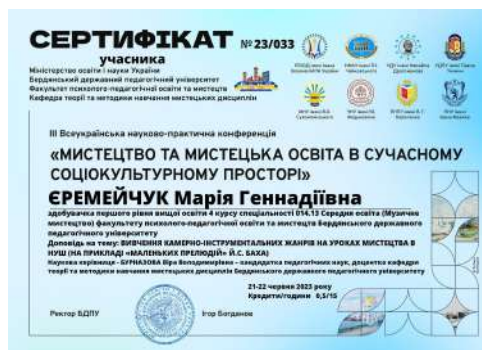 СЕРТИФІКАТ № 23/033
учасника
Міністерство освіти і науки України
Бердянський державний педагогічний університет
Факультет психолого-педагогічної освіти та мистецтв
Кафедра теорії та методики навчання мистецьких дисциплін
ІІІ Всеукраїнська науково-практична конференція
«МИСТЕЦТВО ТА МИСТЕЦЬКА ОСВІТА В СУЧАСНОМУ
СОЦІОКУЛЬТУРНОМУ ПРОСТОРІ»
ЄРЕМЕЙЧУК Марія Геннадіївна
здобувачка першого рівня вищої освіти 4 курсу спеціальності 014.13 Середня освіта (Музичне
мистецтво) факультету психолого-педагогічної освіти та мистецтв Бердянського державного
педагогічного університету
Доповідь на тему: ВИВЧЕННЯ КАМЕРНО-ІНСТРУМЕНТАЛЬНИХ ЖАНРІВ НА УРОКАХ МИСТЕЦТВА В
НУШ (НА ПРИКЛАДІ «МАЛЕНЬКИХ ПРЕЛЮДІЙ» Й.С. БАХА)
Наукова керівниця - БУРНАЗОВА Віра Володимирівна – кандидатка педагогічних наук, доцентка кафедри
теорії та методики навчання мистецьких дисциплін Бердянського державного педагогічного університету
21-22 червня 2023 року
Кредити/години 0,5/15
Ректор БДПУ Ігор Богданов